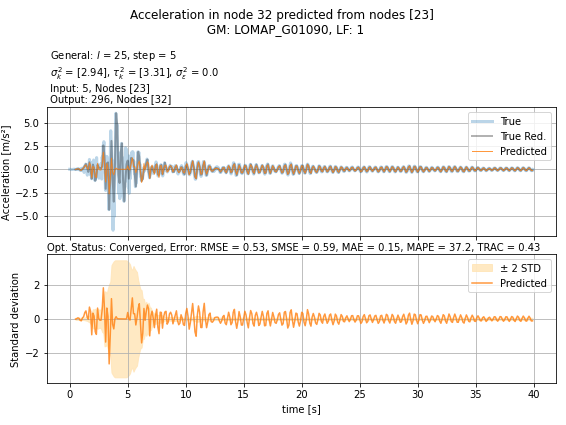 Acceleration in node 32 predicted from nodes [23]
GM: LOMAP_G01090, LF: 1
General: l = 25, step = 5
σ²ₖ = [2.94], τ²ₖ = [3.31], σ²ₑ = 0.0
Input: 5, Nodes [23]
Output: 296, Nodes [32]
Acceleration [m/s²]
5.0
2.5
0.0
−2.5
−5.0
True
True Red.
Predicted
Opt. Status: Converged, Error: RMSE = 0.53, SMSE = 0.59, MAE = 0.15, MAPE = 37.2, TRAC = 0.43
Standard deviation
2
0
−2
± 2 STD
Predicted
0 5 10 15 20 25 30 35 40
time [s]